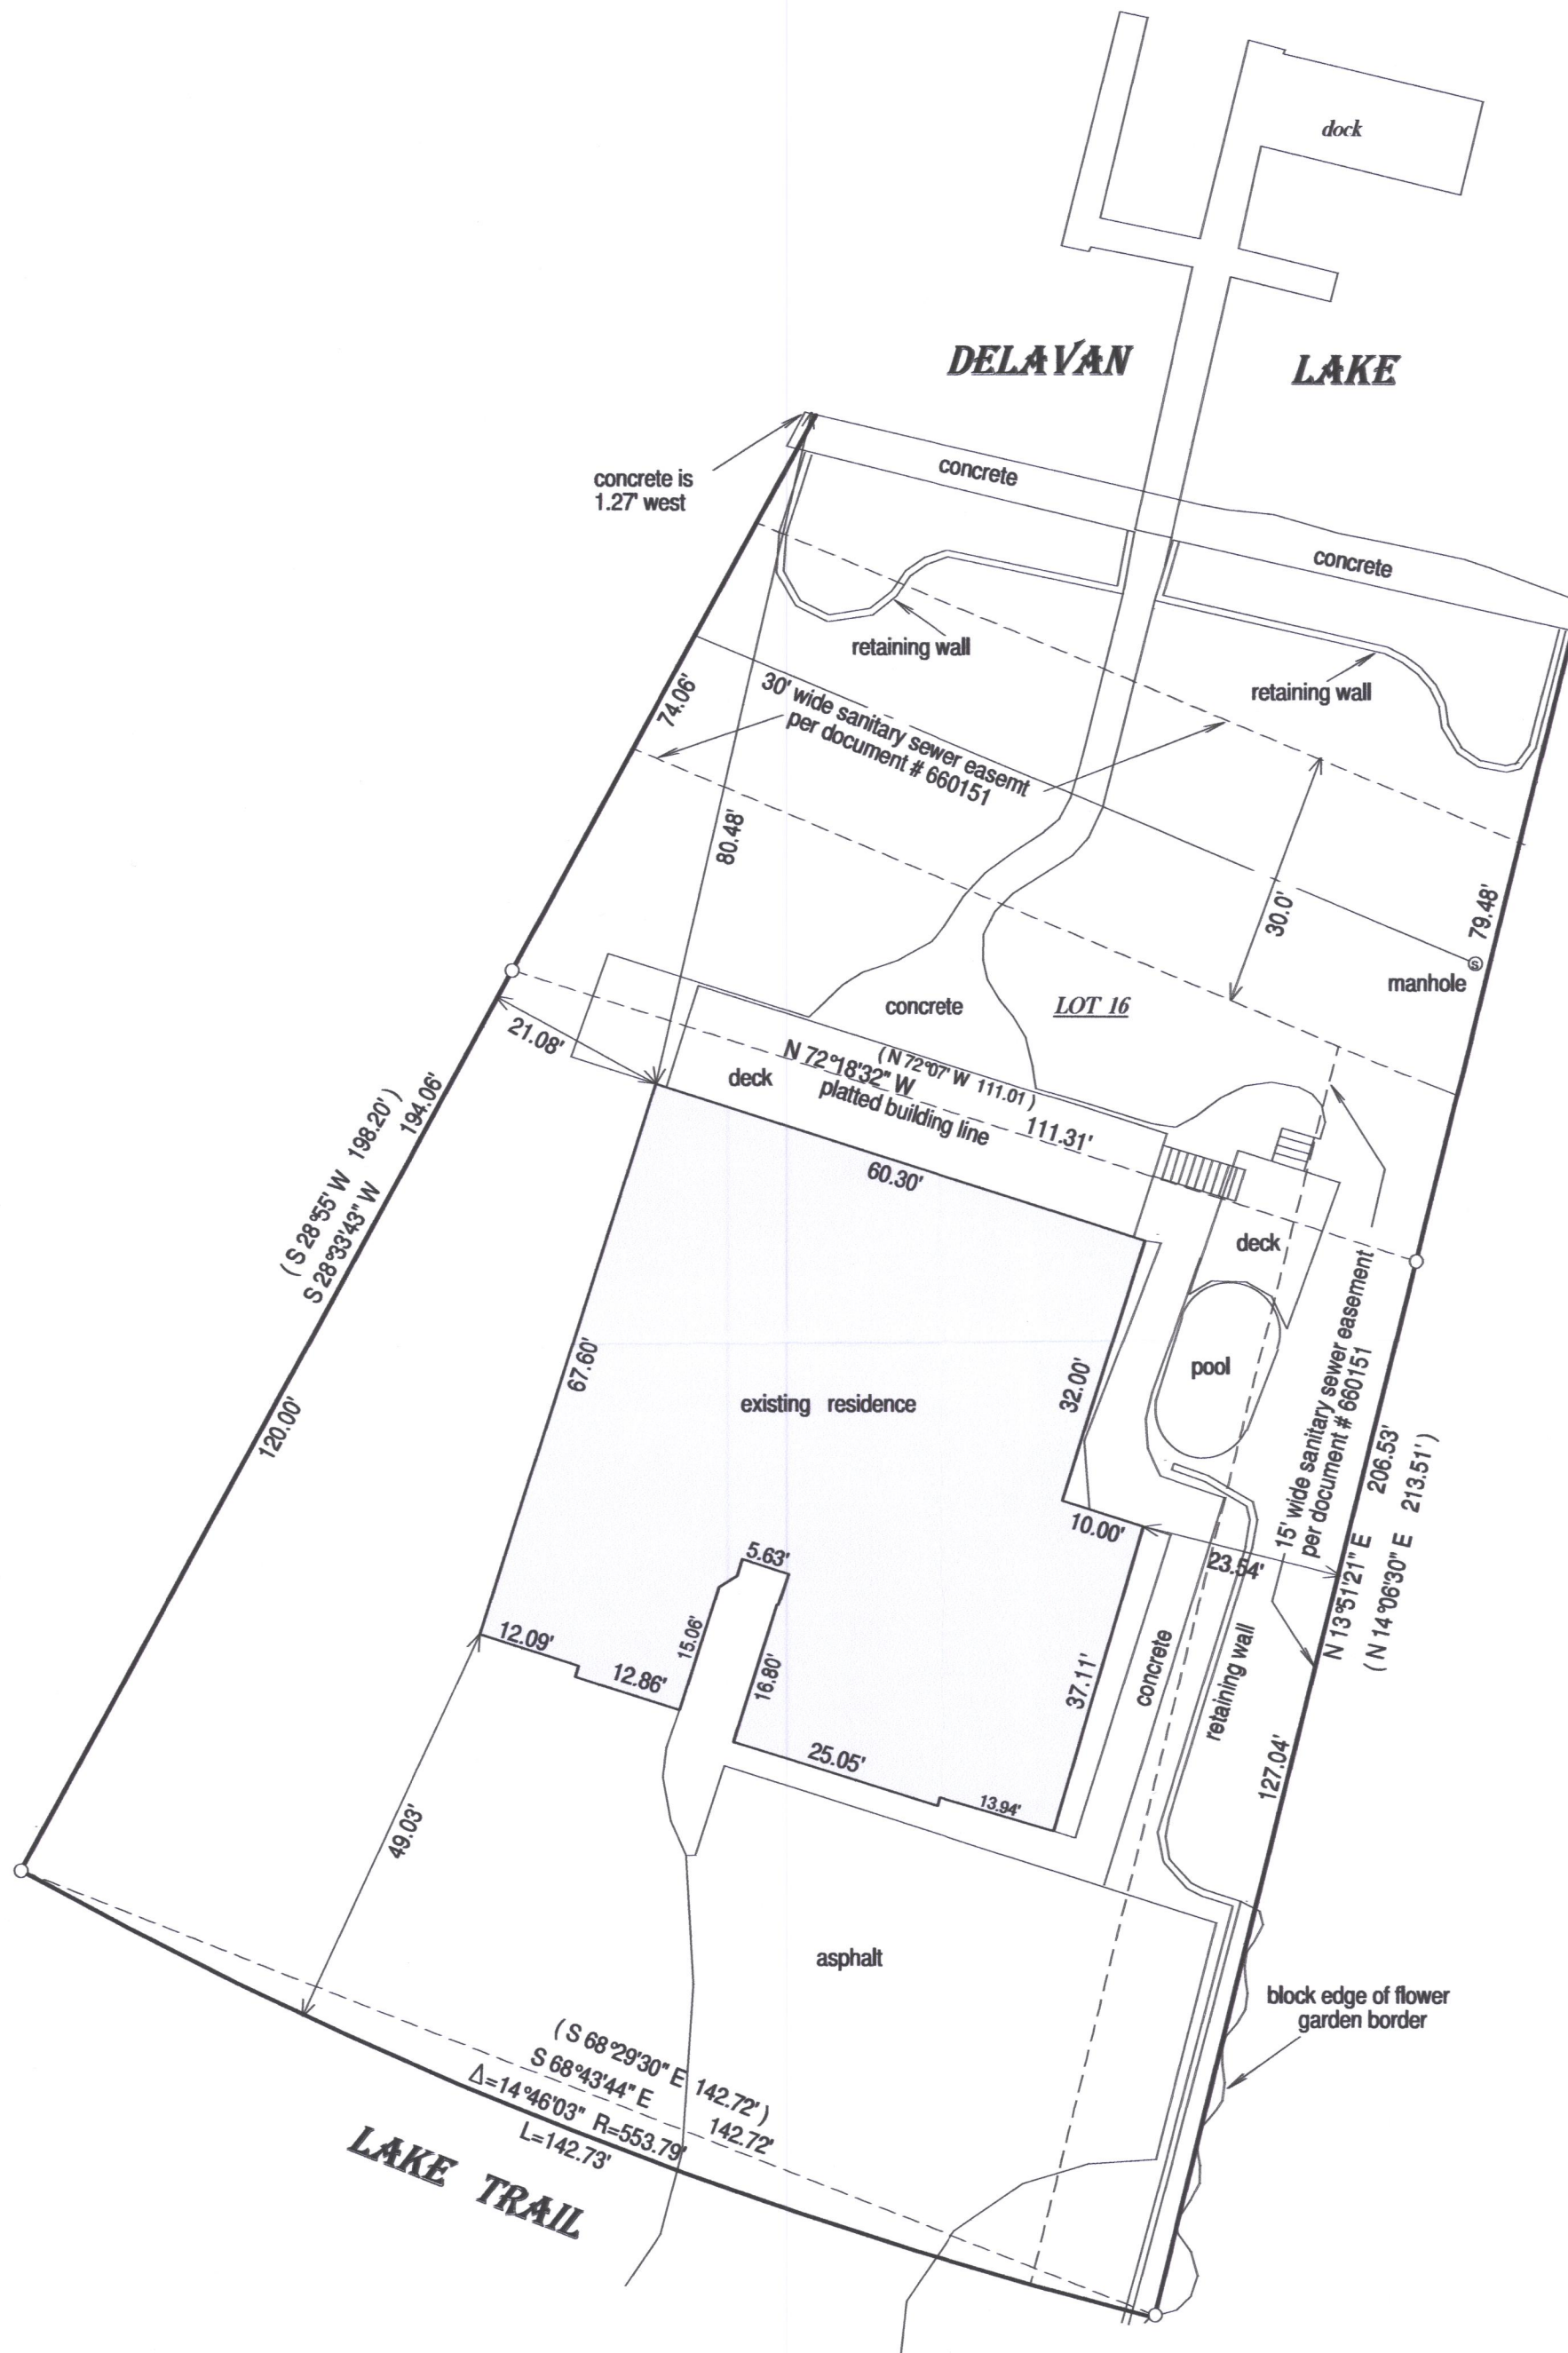 dock
DELAVAN LAKE
concrete is
1.27' west
concrete
concrete
retaining wall
retaining wall
74.06'
30' wide sanitary sewer easemt
per document # 660151
80.48'
30.0'
79.48'
S
manhole
concrete
LOT 16
21.08'
deck
( N 72°07' W 111.01 )
N 72°18'32" W 111.31'
platted building line
( S 28°55' W 198.20' )
S 28°33'43" W 194.06'
60.30'
deck
67.60'
32.00'
pool
existing residence
120.00'
15' wide sanitary sewer easement
per document # 660151
N 13°51'21" E 206.53'
( N 14°06'30" E 213.51' )
10.00'
23.54'
5.63'
12.09'
12.86'
15.06'
16.80'
37.11'
concrete
retaining wall
25.05'
13.94'
127.04'
49.03'
asphalt
block edge of flower
garden border
( S 68°29'30" E 142.72' )
S 68°43'44" E 142.72'
Δ=14°46'03" R=553.79'
L=142.73'
LAKE TRAIL